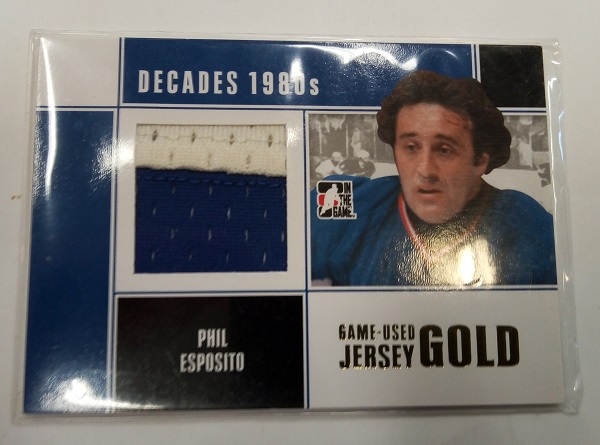 DECADES 1980s
IN
THE
GAME
PHIL
ESPOSITO
GAME-USED
JERSEY GOLD